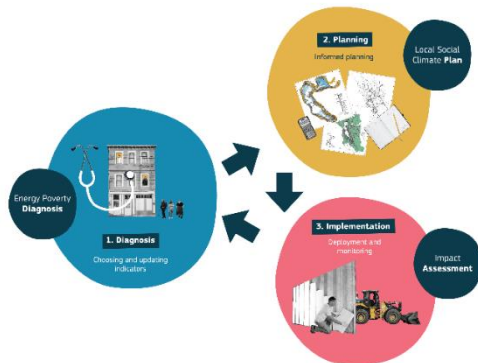 2. Planning
Informed planning
Local Social
Climate Plan
Energy Poverty
Diagnosis
1. Diagnosis
Choosing and updating
indicators
3. Implementation
Deployment and
monitoring
Impact
Assessment